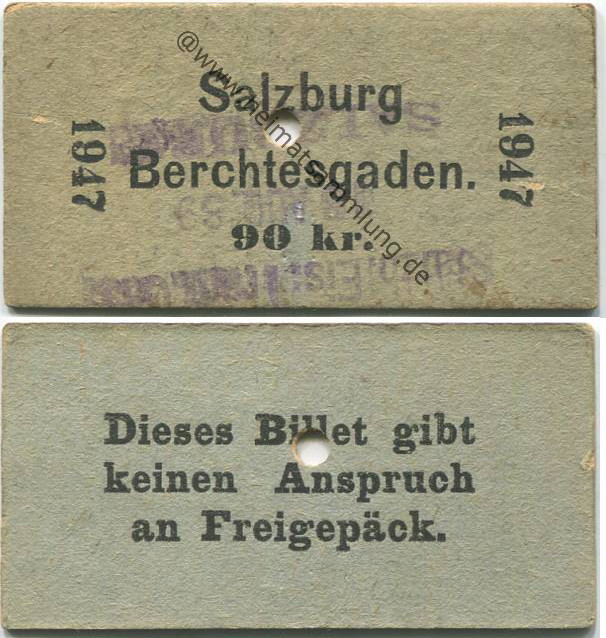 Salzburg
Berchtesgaden.
90 kr.
1947
1947
@www.heimatsammlung.de
Dieses Billet gibt
keinen Anspruch
an Freigepäck.